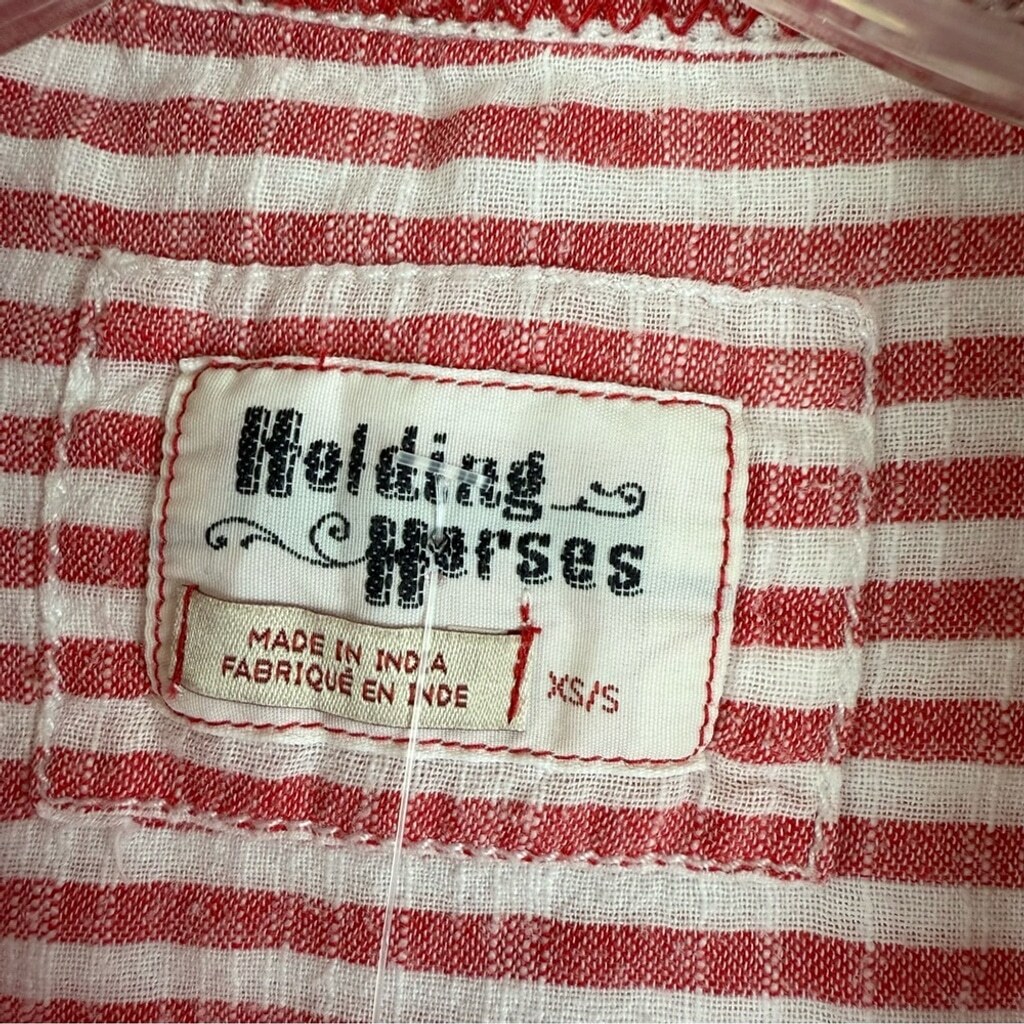 Holding
Horses
MADE IN INDIA
FABRIQUÉ EN INDE
XS/S